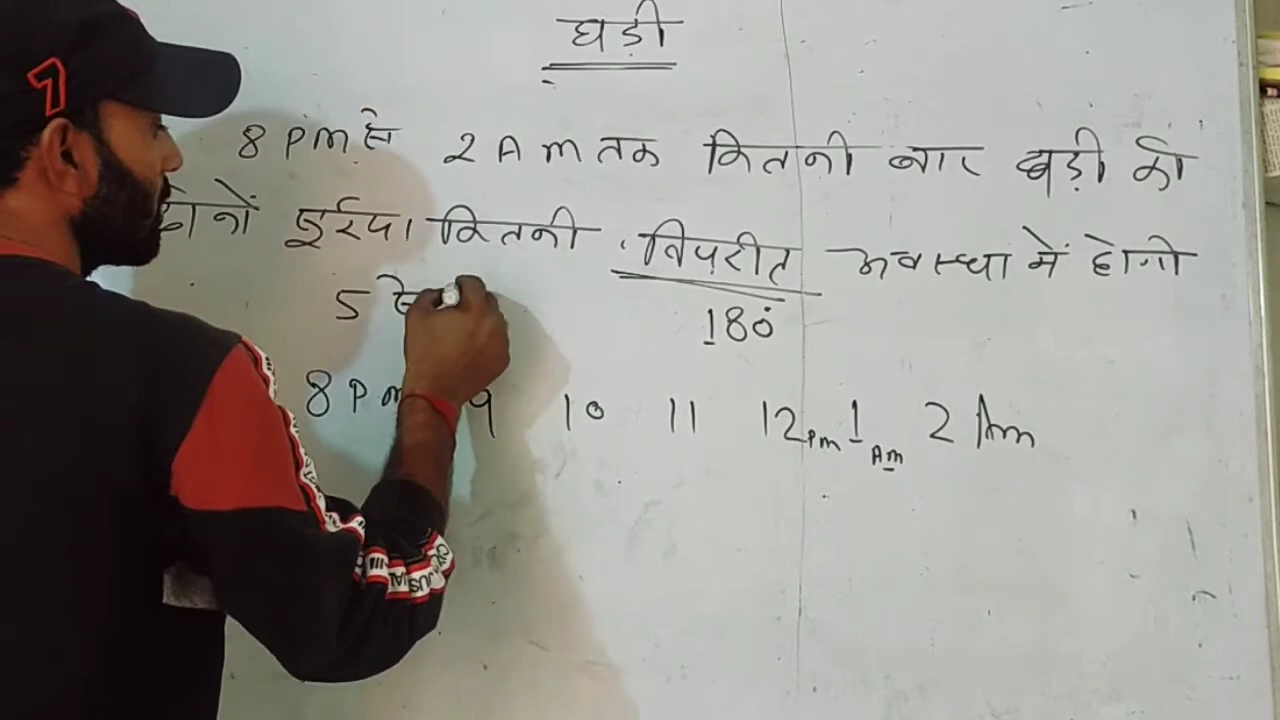 घड़ी
8 PM से 2 AM तक कितनी बार घड़ी की
दोनों सुईया कितनी विपरीत अवस्था में होगी
5 से
180°
8 PM 9 10 11 12 PM 1 AM 2 AM